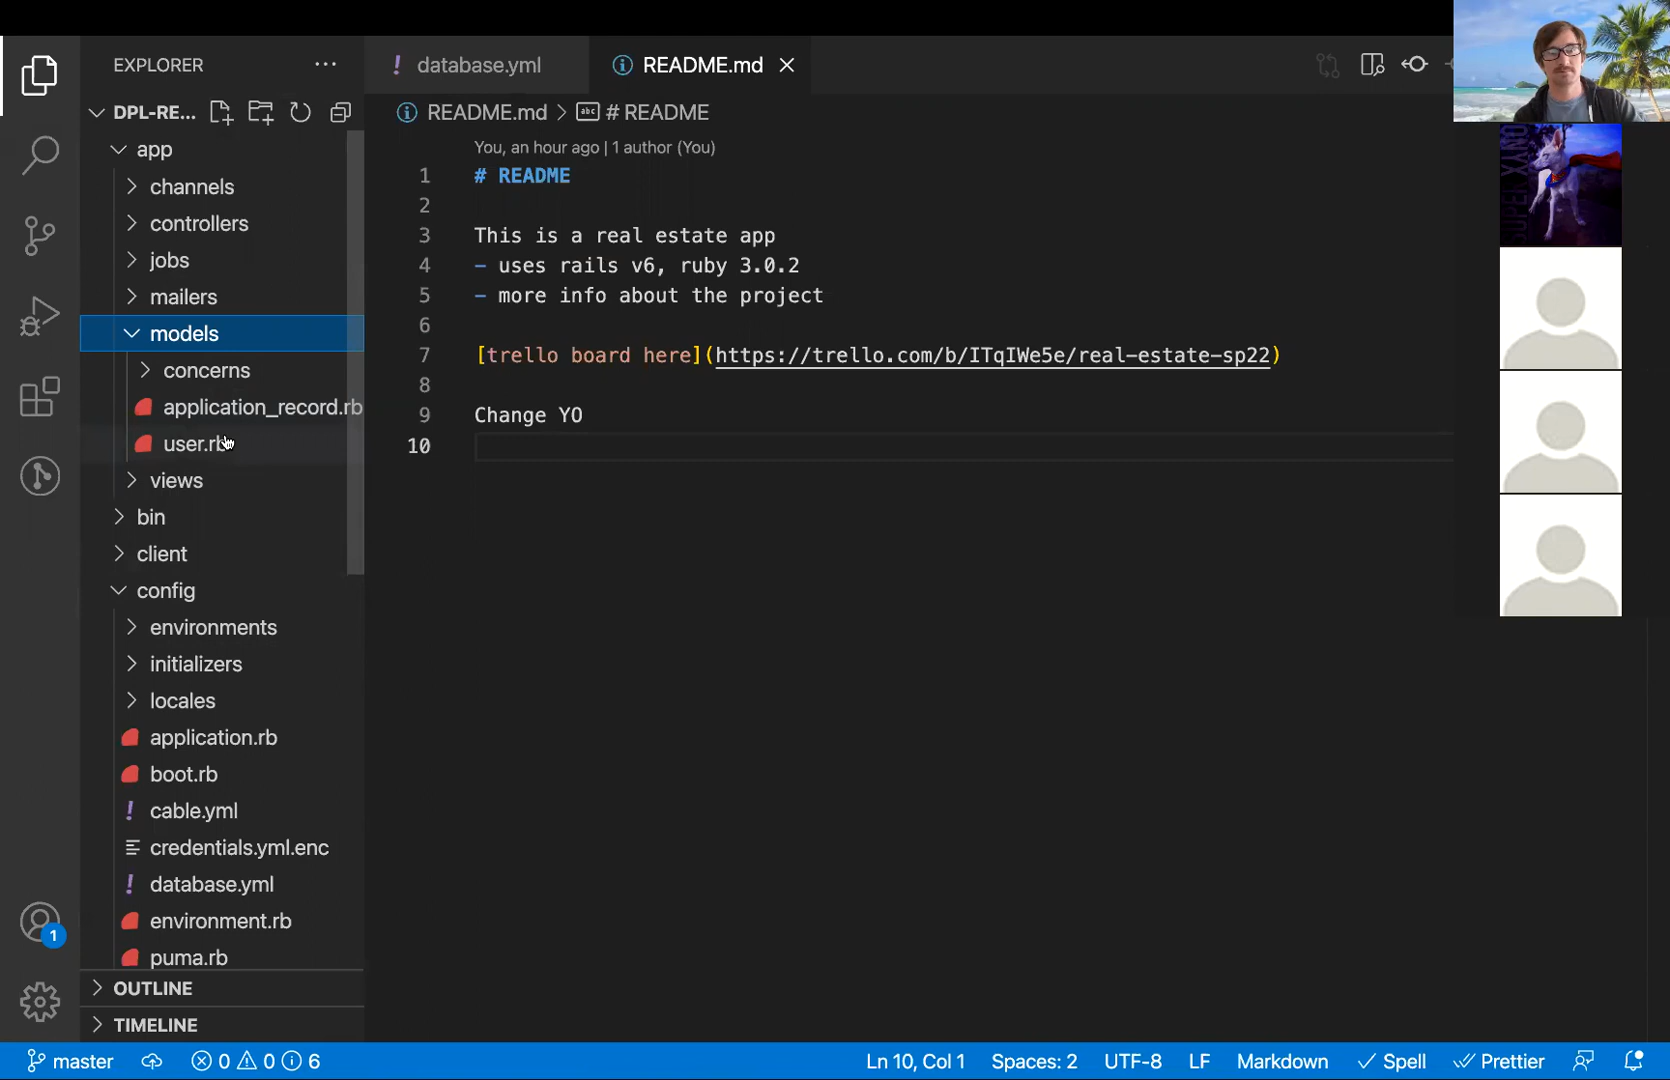 EXPLORER
DPL-RE...
app
channels
controllers
jobs
mailers
models
concerns
application_record.rb
user.rb
views
bin
client
config
environments
initializers
locales
application.rb
boot.rb
cable.yml
credentials.yml.enc
database.yml
environment.rb
puma.rb
OUTLINE
TIMELINE
! database.yml
README.md
README.md > # README
You, an hour ago | 1 author (You)
1 # README
2
3 This is a real estate app
4 - uses rails v6, ruby 3.0.2
5 - more info about the project
6
7 [trello board here](https://trello.com/b/ITqIWe5e/real-estate-sp22)
8
9 Change YO
10
1
master 0 0 6 Ln 10, Col 1 Spaces: 2 UTF-8 LF Markdown Spell Prettier